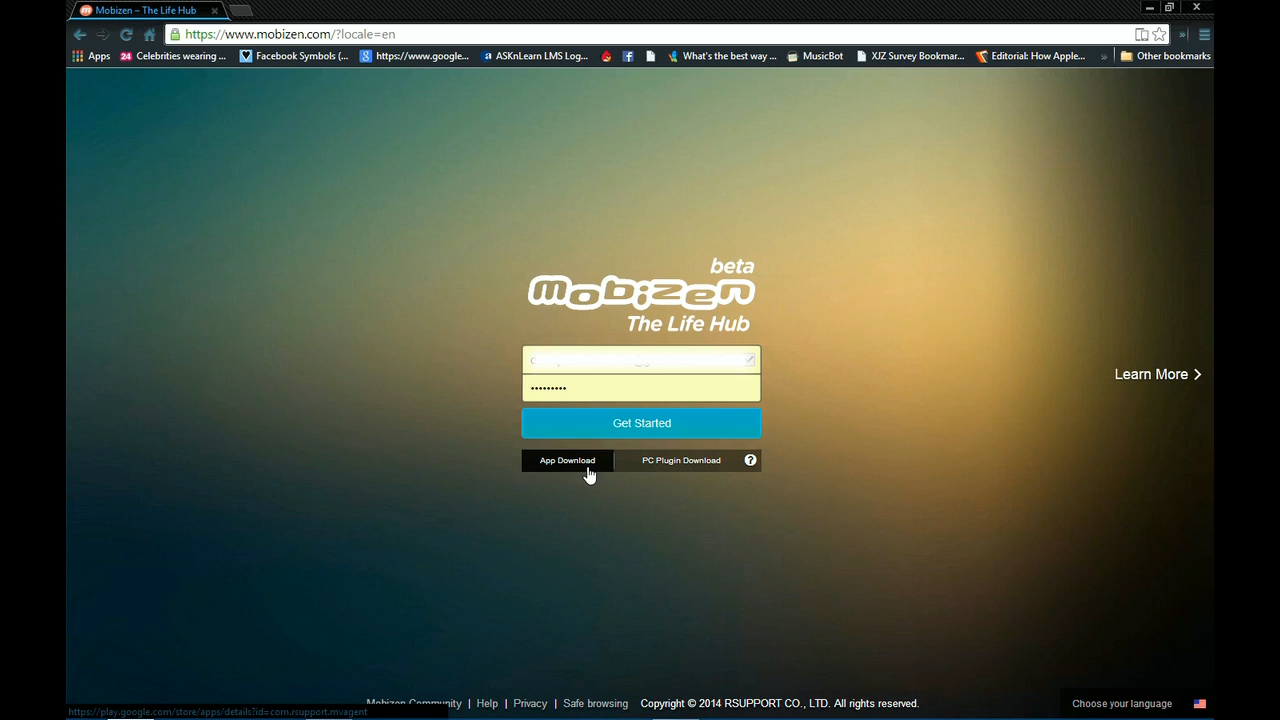 Mobizen – The Life Hub
https://www.mobizen.com/?locale=en
Apps
24 Celebrities wearing ...
Facebook Symbols (...
https://www.google...
ASKnLearn LMS Log...
What's the best way ...
MusicBot
XJZ Survey Bookmar...
Editorial: How Apple...
Other bookmarks
beta
mobizen
The Life Hub
Learn More
Get Started
App Download
PC Plugin Download ?
Mobizen Community | Help | Privacy | Safe browsing Copyright © 2014 RSUPPORT CO., LTD. All rights reserved.
Choose your language
https://play.google.com/store/apps/details?id=com.rsupport.mvagent